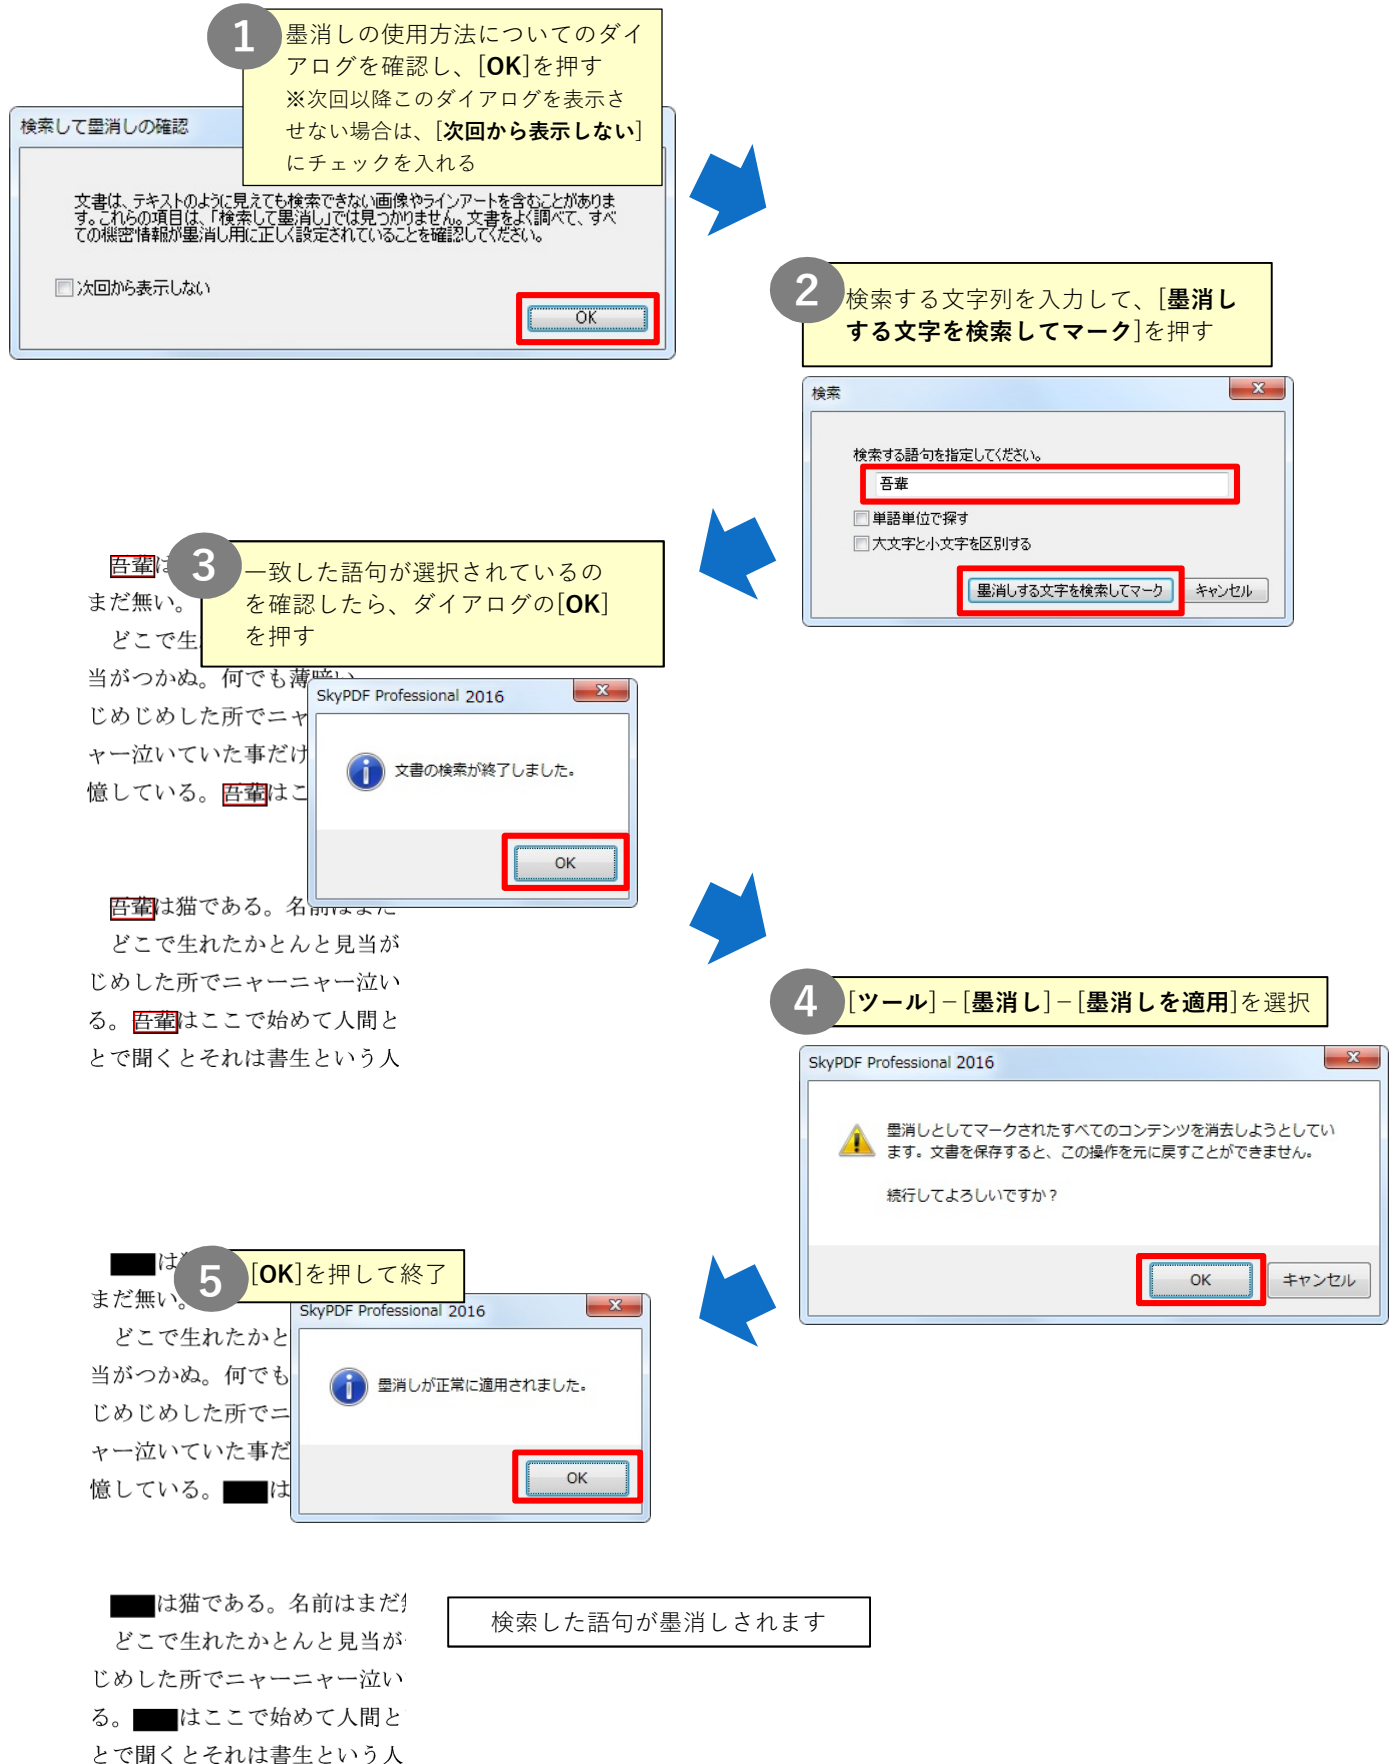 1
墨消しの使用方法についてのダイ
アログを確認し、[OK]を押す
※次回以降このダイアログを表示さ
せない場合は、[次回から表示しない]
にチェックを入れる
検索して墨消しの確認
文書は、テキストのように見えても検索できない画像やラインアートを含むことがありま
す。これらの項目は、「検索して墨消し」では見つかりません。文書をよく調べて、すべ
ての機密情報が墨消し用に正しく設定されていることを確認してください。
次回から表示しない
OK
2
検索する文字列を入力して、[墨消し
する文字を検索してマーク]を押す
検索
検索する語句を指定してください。
吾輩
単語単位で探す
大文字と小文字を区別する
墨消しする文字を検索してマーク キャンセル
3
一致した語句が選択されているの
を確認したら、ダイアログの[OK]
を押す
吾輩は
まだ無い。
どこで生
当がつかぬ。何でも薄暗い
じめじめした所でニャ
ャー泣いていた事だけ
憶している。吾輩はこ
SkyPDF Professional 2016
文書の検索が終了しました。
OK
吾輩は猫である。名前はまだ
どこで生れたかとんと見当が
じめした所でニャーニャー泣い
る。吾輩はここで始めて人間と
とで聞くとそれは書生という人
4
[ツール]－[墨消し]－[墨消しを適用]を選択
SkyPDF Professional 2016
墨消しとしてマークされたすべてのコンテンツを消去しようとしてい
ます。文書を保存すると、この操作を元に戻すことができません。
続行してよろしいですか？
OK キャンセル
5
[OK]を押して終了
は
まだ無い。
どこで生れたかと
当がつかぬ。何でも
じめじめした所でニ
ャー泣いていた事だ
憶している。 は
SkyPDF Professional 2016
墨消しが正常に適用されました。
OK
は猫である。名前はまだ
どこで生れたかとんと見当が
じめした所でニャーニャー泣い
る。 はここで始めて人間と
とで聞くとそれは書生という人
検索した語句が墨消しされます